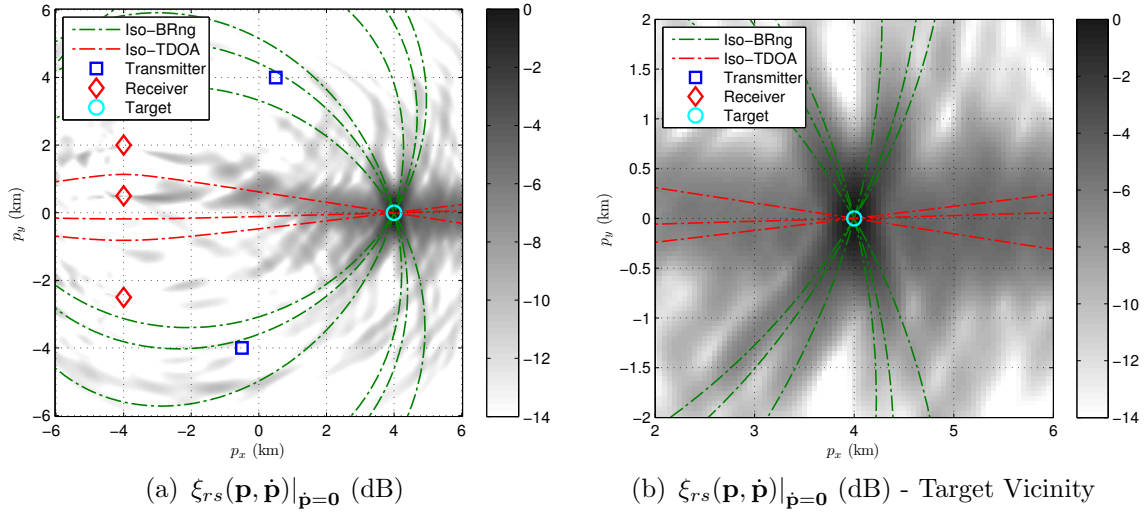 Iso−BRng
Iso−TDOA
Transmitter
Receiver
Target
6
4
2
0
−2
−4
−6
p_y (km)
−6 −4 −2 0 2 4 6
p_x (km)
0
−2
−4
−6
−8
−10
−12
−14
(a) ξ_rs(p, ṗ)|_ṗ=0 (dB)
Iso−BRng
Iso−TDOA
Transmitter
Receiver
Target
2
1.5
1
0.5
0
−0.5
−1
−1.5
−2
p_y (km)
2 3 4 5 6
p_x (km)
0
−2
−4
−6
−8
−10
−12
−14
(b) ξ_rs(p, ṗ)|_ṗ=0 (dB) - Target Vicinity